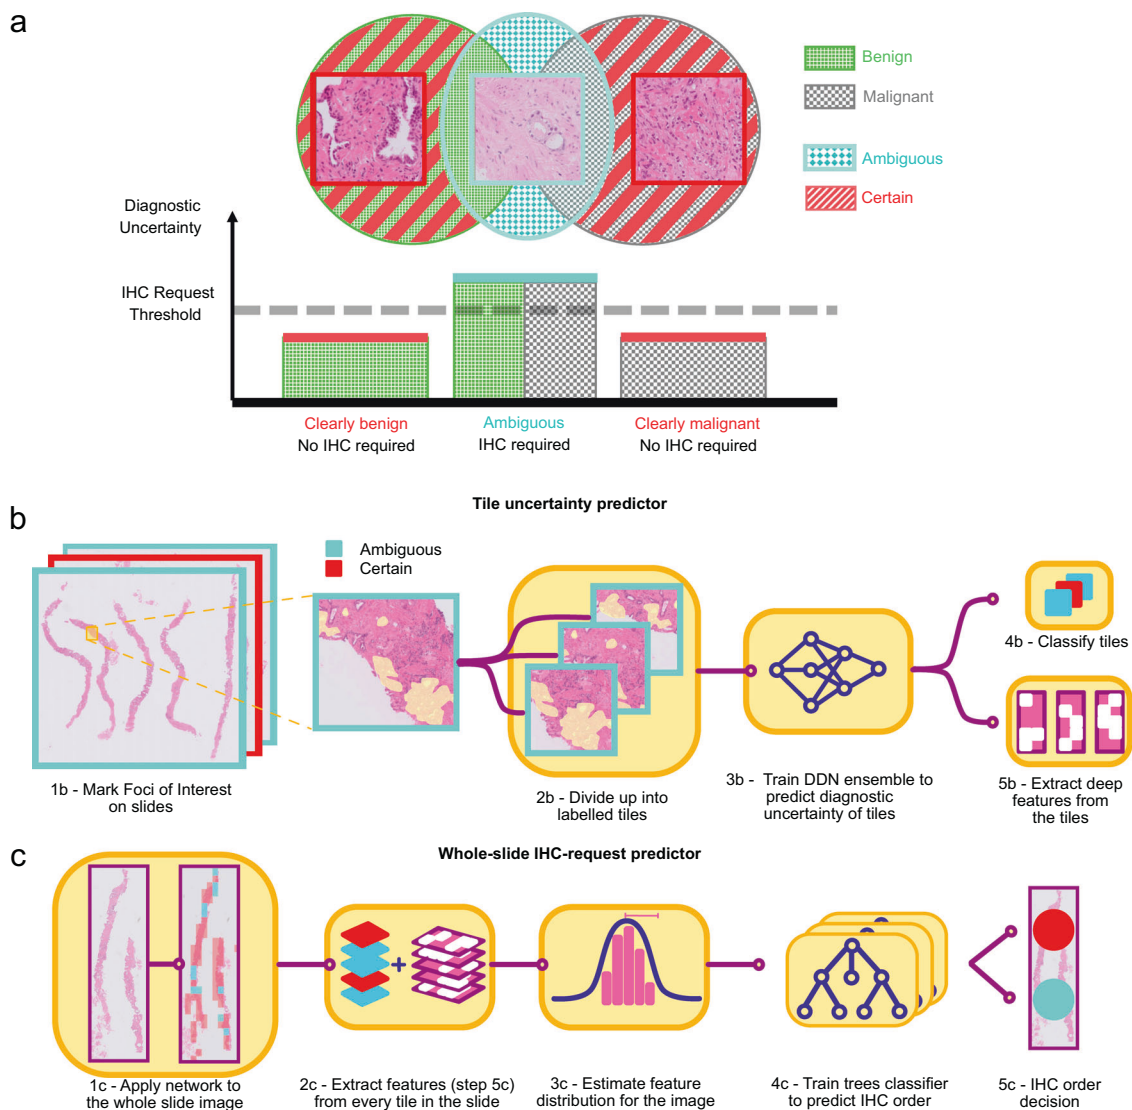 a
Benign
Malignant
Ambiguous
Certain
Diagnostic
Uncertainty
IHC Request
Threshold
Clearly benign
No IHC required
Ambiguous
IHC required
Clearly malignant
No IHC required
Tile uncertainty predictor
b
Ambiguous
Certain
1b - Mark Foci of Interest
on slides
2b - Divide up into
labelled tiles
3b - Train DDN ensemble to
predict diagnostic
uncertainty of tiles
4b - Classify tiles
5b - Extract deep
features from
the tiles
c
Whole-slide IHC-request predictor
1c - Apply network to
the whole slide image
2c - Extract features (step 5c)
from every tile in the slide
3c - Estimate feature
distribution for the image
4c - Train trees classifier
to predict IHC order
5c - IHC order
decision